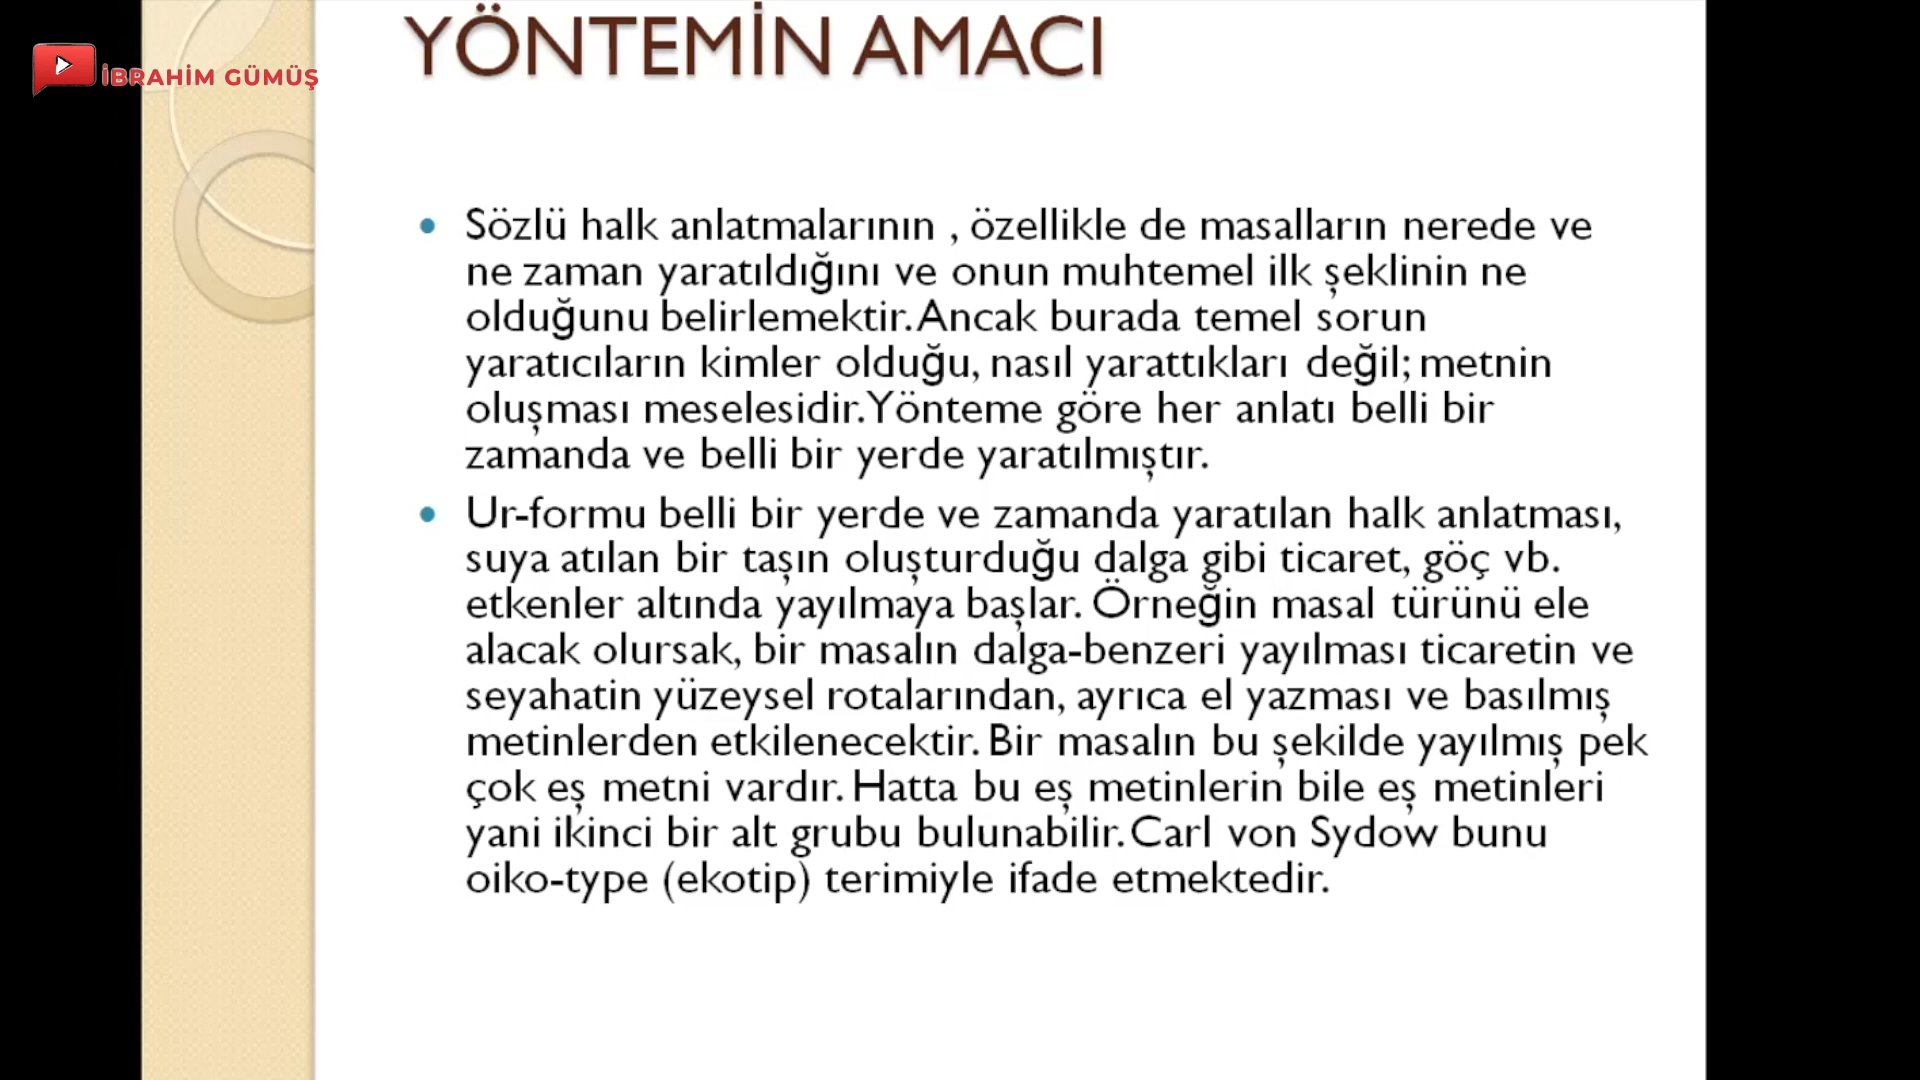 YÖNTEMİN AMACI
İBRAHİM GÜMÜŞ
• Sözlü halk anlatmalarının , özellikle de masalların nerede ve
ne zaman yaratıldığını ve onun muhtemel ilk şeklinin ne
olduğunu belirlemektir. Ancak burada temel sorun
yaratıcıların kimler olduğu, nasıl yarattıkları değil; metnin
oluşması meselesidir. Yönteme göre her anlatı belli bir
zamanda ve belli bir yerde yaratılmıştır.
• Ur-formu belli bir yerde ve zamanda yaratılan halk anlatması,
suya atılan bir taşın oluşturduğu dalga gibi ticaret, göç vb.
etkenler altında yayılmaya başlar. Örneğin masal türünü ele
alacak olursak, bir masalın dalga-benzeri yayılması ticaretin ve
seyahatin yüzeysel rotalarından, ayrıca el yazması ve basılmış
metinlerden etkilenecektir. Bir masalın bu şekilde yayılmış pek
çok eş metni vardır. Hatta bu eş metinlerin bile eş metinleri
yani ikinci bir alt grubu bulunabilir. Carl von Sydow bunu
oiko-type (ekotip) terimiyle ifade etmektedir.